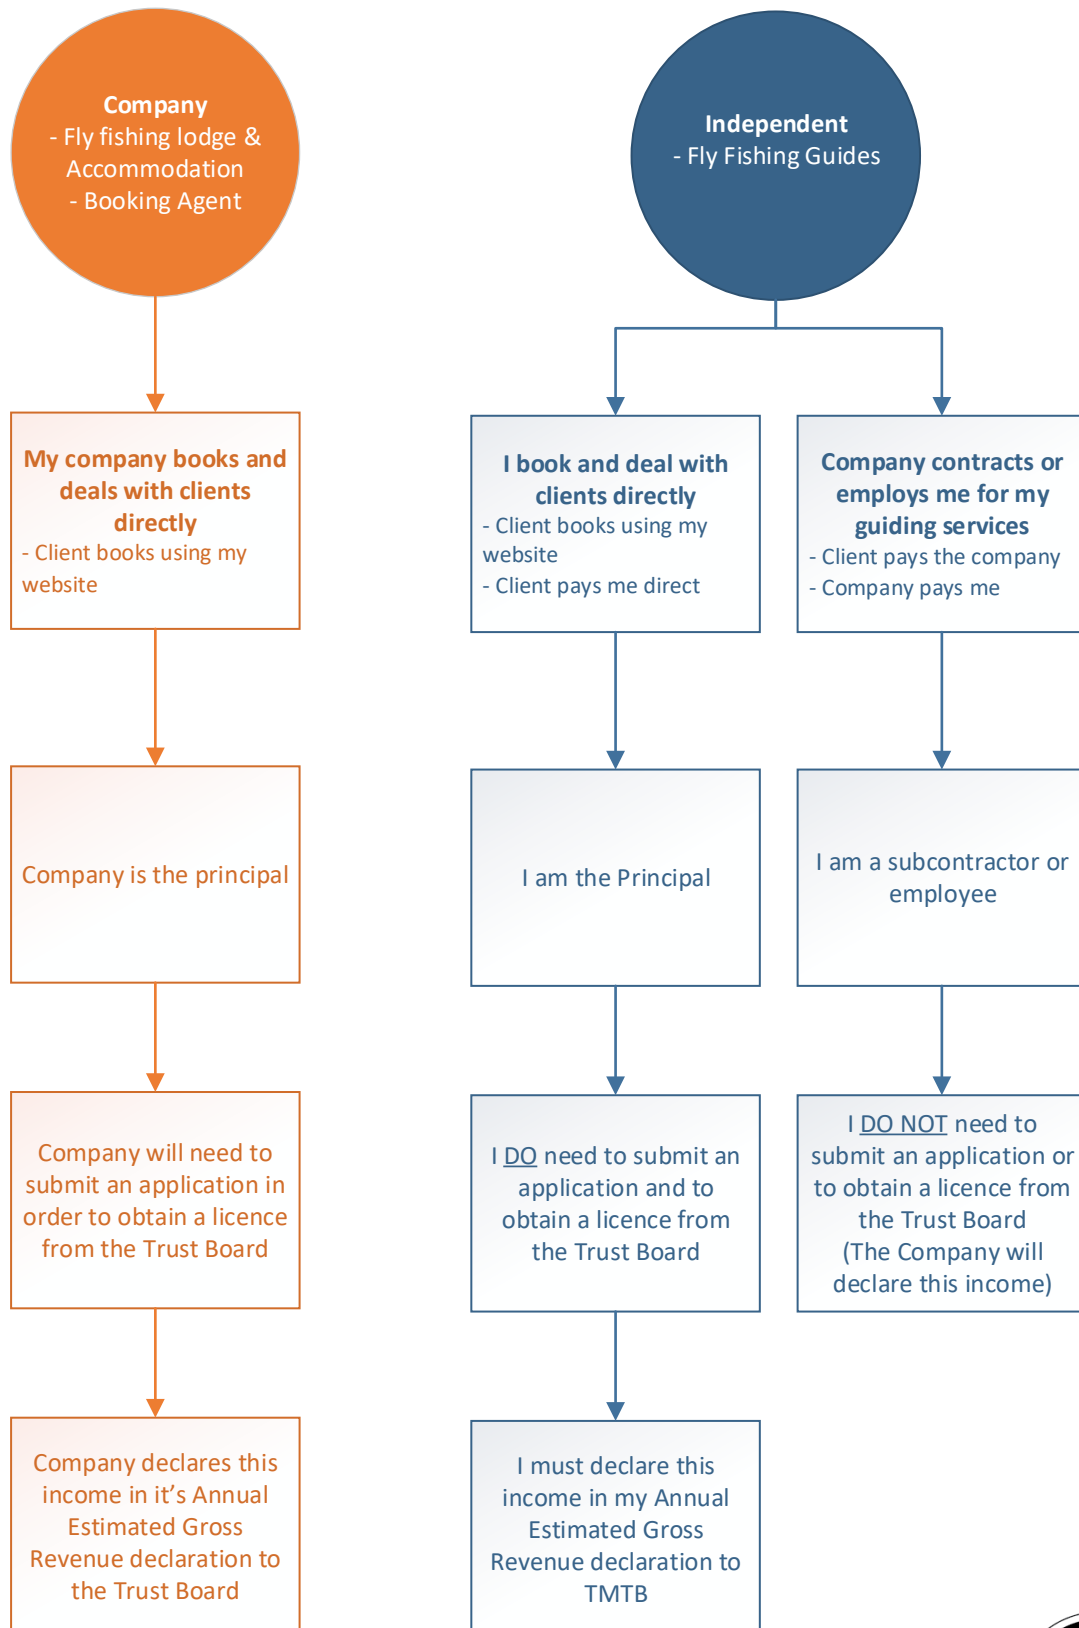 Company
- Fly fishing lodge &
Accommodation
- Booking Agent
Independent
- Fly Fishing Guides
My company books and
deals with clients
directly
- Client books using my
website
I book and deal with
clients directly
- Client books using my
website
- Client pays me direct
Company contracts or
employs me for my
guiding services
- Client pays the company
- Company pays me
Company is the principal
I am the Principal
I am a subcontractor or
employee
Company will need to
submit an application in
order to obtain a licence
from the Trust Board
I DO need to submit an
application and to
obtain a licence from
the Trust Board
I DO NOT need to
submit an application or
to obtain a licence from
the Trust Board
(The Company will
declare this income)
Company declares this
income in it’s Annual
Estimated Gross
Revenue declaration to
the Trust Board
I must declare this
income in my Annual
Estimated Gross
Revenue declaration to
TMTB